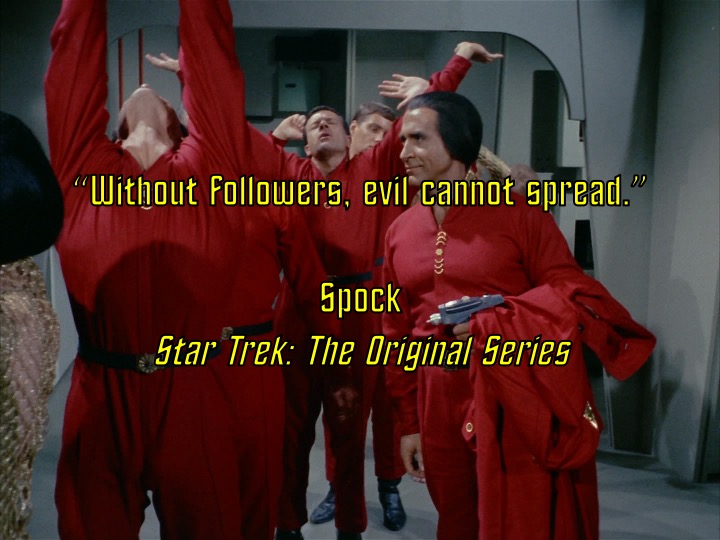 “Without followers, evil cannot spread.”
Spock
Star Trek: The Original Series